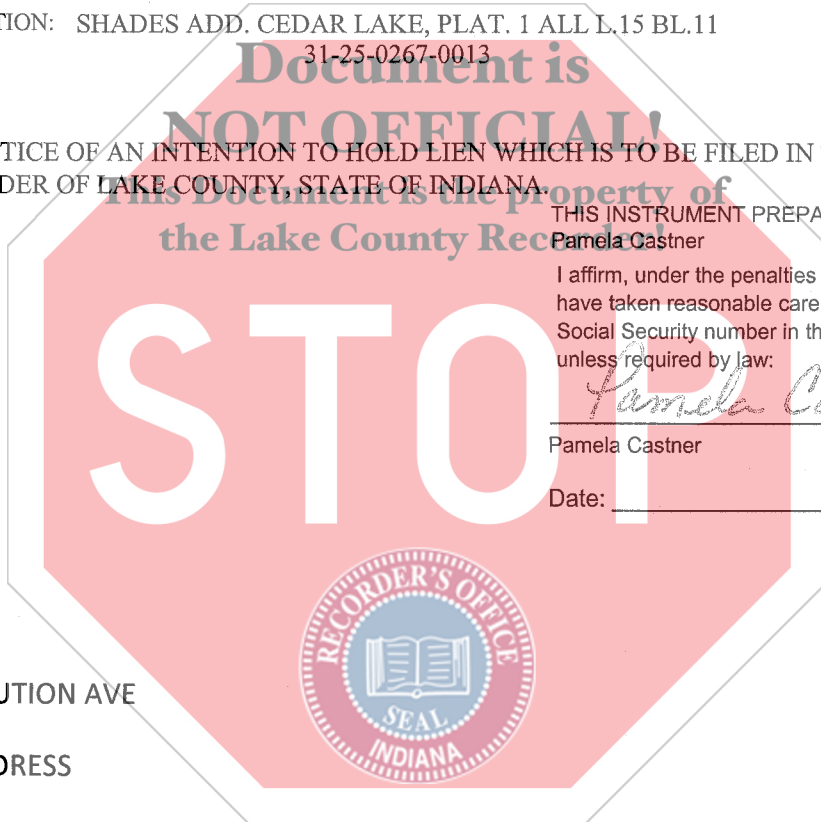 TION: SHADES ADD. CEDAR LAKE, PLAT. 1 ALL L.15 BL.11
31-25-0267-0013
Document is
NOT OFFICIAL!
TICE OF AN INTENTION TO HOLD LIEN WHICH IS TO BE FILED IN
DER OF LAKE COUNTY, STATE OF INDIANA.
This Document is the property of
the Lake County Recorder!
THIS INSTRUMENT PREPA
Pamela Castner
I affirm, under the penalties
have taken reasonable care
Social Security number in th
unless required by law:
Pamela Ca
Pamela Castner
Date:
STOP
RECORDER'S OFFICE
SEAL
INDIANA
UTION AVE
DRESS